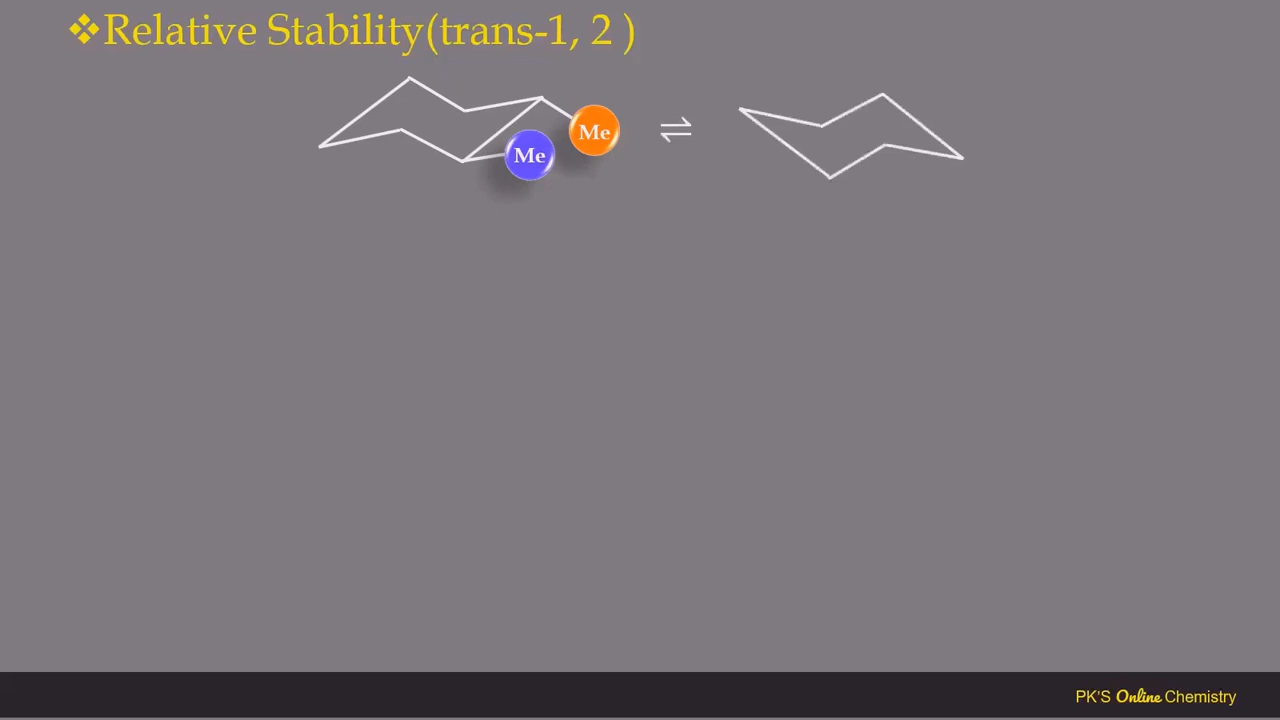 ❖Relative Stability(trans-1, 2 )
Me
Me
⇌
PK'S Online Chemistry